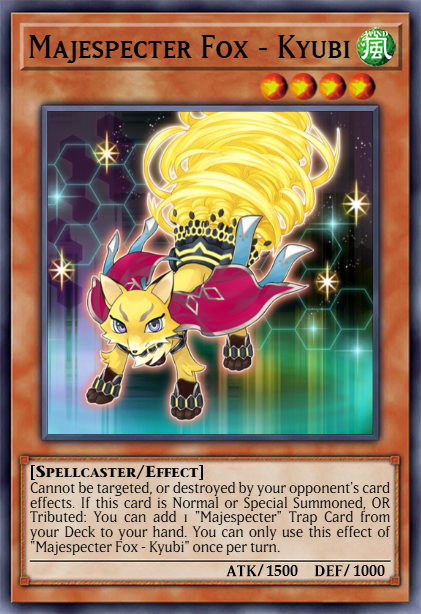 Majespecter Fox - Kyubi
WIND
風
[Spellcaster/Effect]
Cannot be targeted, or destroyed by your opponent's card
effects. If this card is Normal or Special Summoned, OR
Tributed: You can add 1 "Majespecter" Trap Card from
your Deck to your hand. You can only use this effect of
"Majespecter Fox - Kyubi" once per turn.
ATK/1500 DEF/1000